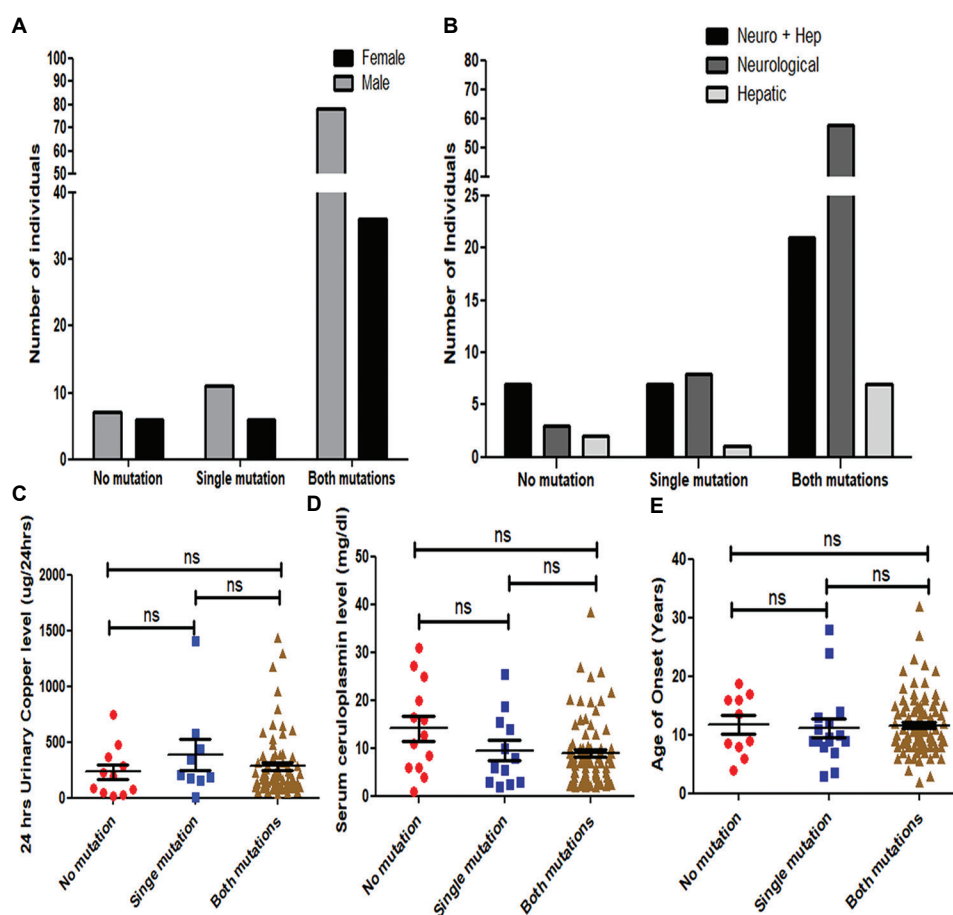 A
Female
Male
Number of individuals
100
90
80
70
60
50
40
30
20
10
0
No mutation
Single mutation
Both mutations
B
Neuro + Hep
Neurological
Hepatic
Number of Individuals
80
70
60
50
40
25
20
15
10
5
0
No mutation
Single mutation
Both mutations
C
24 hrs Urinary Copper level (ug/24hrs)
2000
1500
1000
500
0
ns
ns
ns
No mutation
Singe mutation
Both mutations
D
Serum ceruloplasmin level (mg/dl)
50
40
30
20
10
0
ns
ns
ns
No mutation
Single mutation
Both mutations
E
Age of Onset (Years)
40
30
20
10
0
ns
ns
ns
No mutation
Single mutation
Both mutations